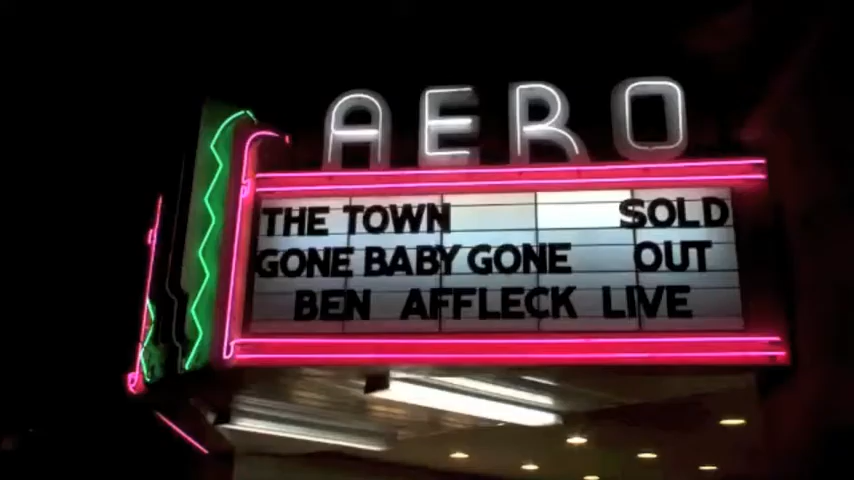 AERO
THE TOWN SOLD
GONE BABY GONE OUT
BEN AFFLECK LIVE